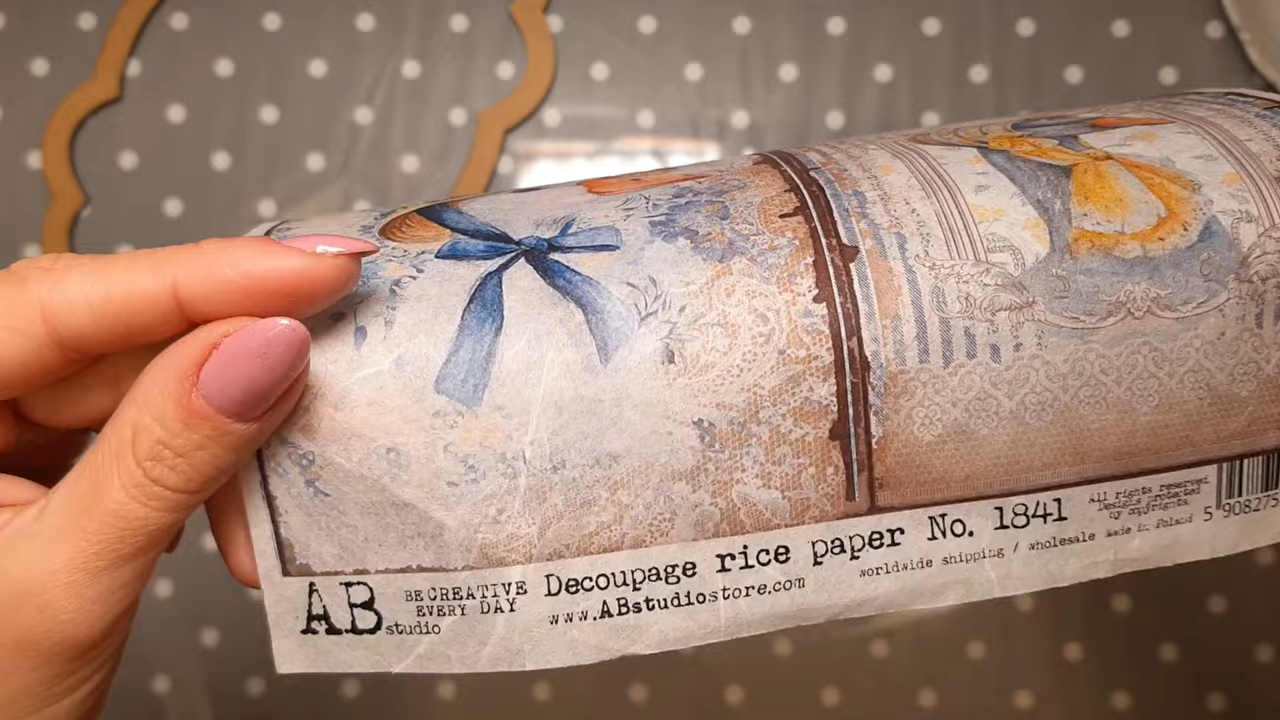 AB studio
BE CREATIVE
EVERY DAY
Decoupage rice paper No. 1841
www.ABstudiostore.com
worldwide shipping / wholesale
All rights reserved
Designs protected
by copyrights
Made in Poland
5 908275